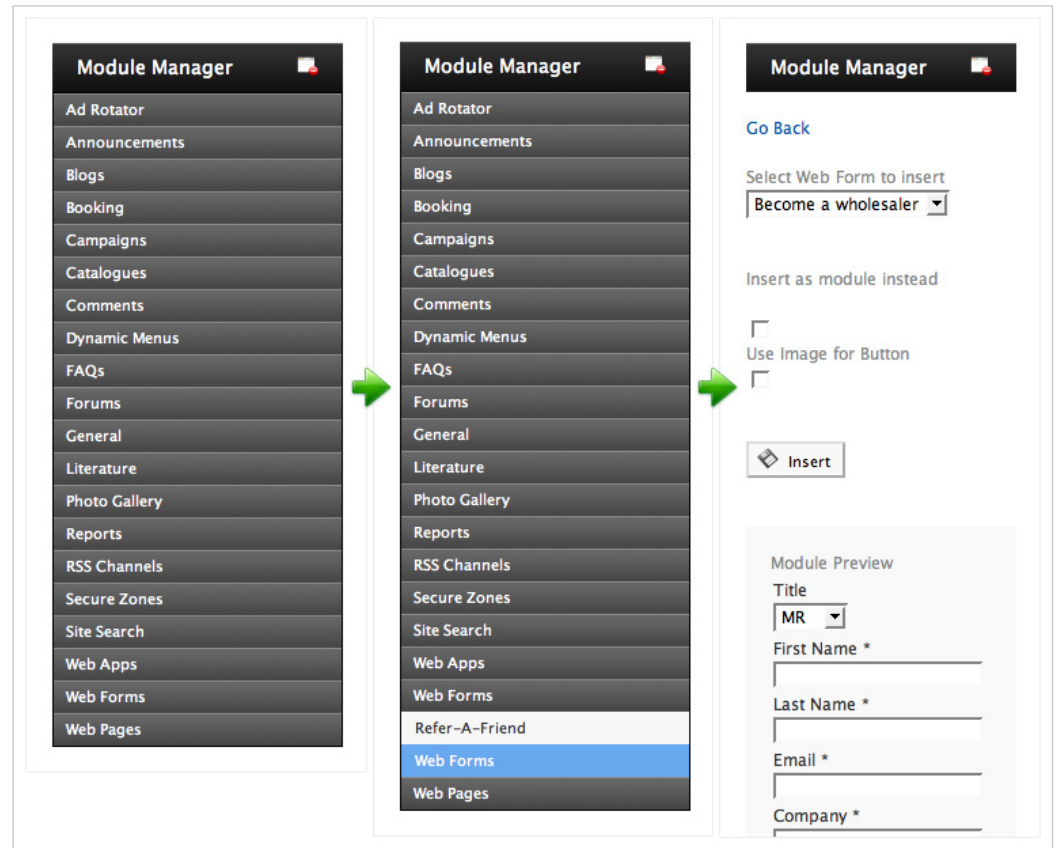 Module Manager
Ad Rotator
Announcements
Blogs
Booking
Campaigns
Catalogues
Comments
Dynamic Menus
FAQs
Forums
General
Literature
Photo Gallery
Reports
RSS Channels
Secure Zones
Site Search
Web Apps
Web Forms
Web Pages
Module Manager
Ad Rotator
Announcements
Blogs
Booking
Campaigns
Catalogues
Comments
Dynamic Menus
FAQs
Forums
General
Literature
Photo Gallery
Reports
RSS Channels
Secure Zones
Site Search
Web Apps
Web Forms
Refer-A-Friend
Web Forms
Web Pages
Module Manager
Go Back
Select Web Form to insert
Become a wholesaler
Insert as module instead
Use Image for Button
Insert
Module Preview
Title
MR
First Name *
Last Name *
Email *
Company *